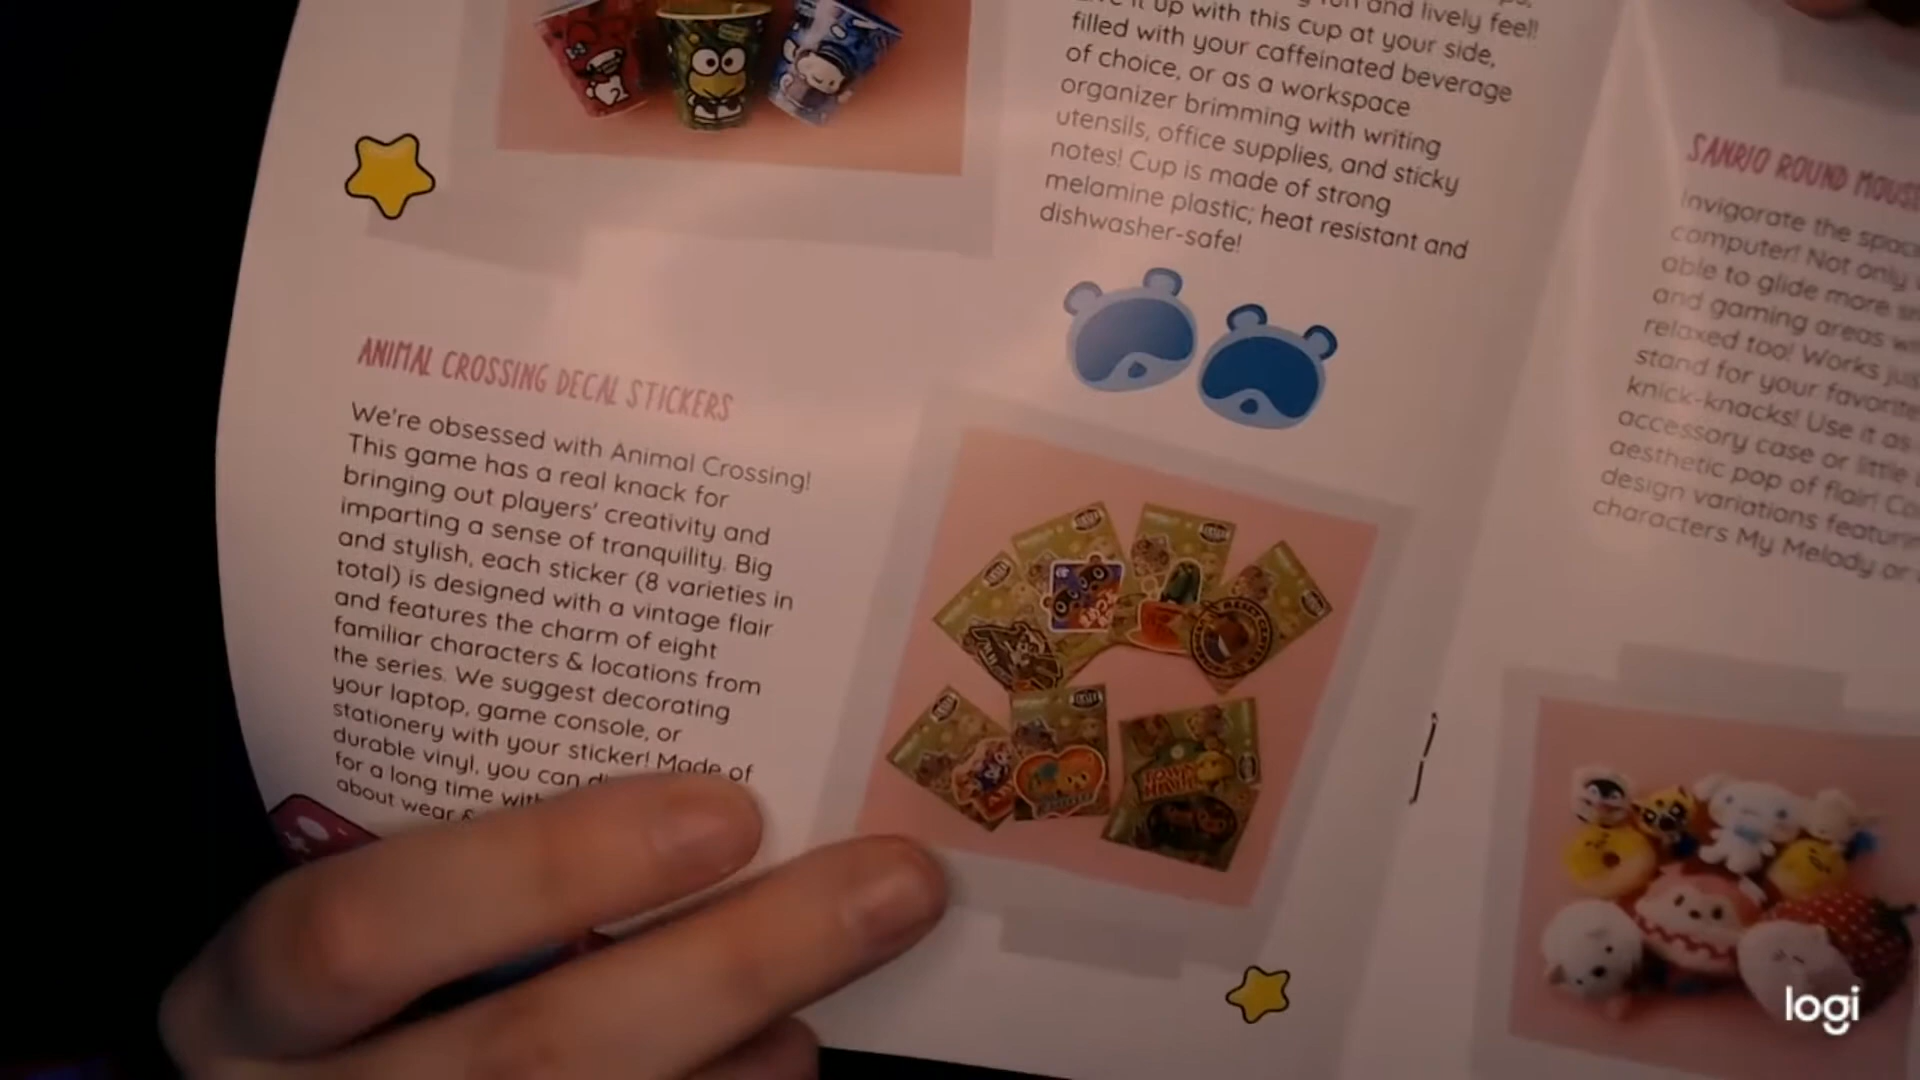 and lively feel!
it up with this cup at your side,
filled with your caffeinated beverage
of choice, or as a workspace
organizer brimming with writing
utensils, office supplies, and sticky
notes! Cup is made of strong
melamine plastic; heat resistant and
dishwasher-safe!
ANIMAL CROSSING DECAL STICKERS
We're obsessed with Animal Crossing!
This game has a real knack for
bringing out players' creativity and
imparting a sense of tranquility. Big
and stylish, each sticker (8 varieties in
total) is designed with a vintage flair
and features the charm of eight
familiar characters & locations from
the series. We suggest decorating
your laptop, game console, or
stationery with your sticker! Made of
durable vinyl, you can
for a long time
about wear &
SANRIO ROUND
Invigorate the
computer! Not only
able to glide more
and gaming areas
relaxed too! Works
stand for your favorite
knick-knacks! Use it as
accessory case or little
aesthetic pop of flair!
design variations featuring
characters My Melody or
logi